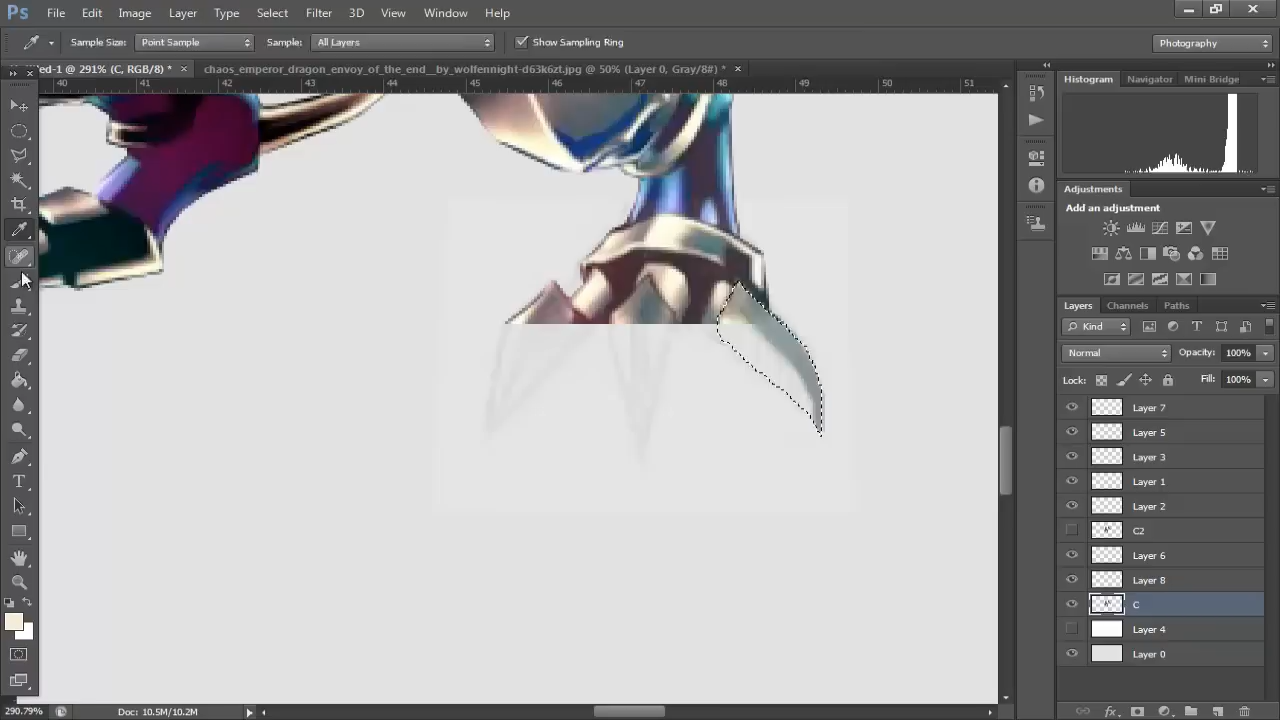 Ps File Edit Image Layer Type Select Filter 3D View Window Help
Sample Size: Point Sample Sample: All Layers Show Sampling Ring Photography
-1 @ 291% (C, RGB/8) * × chaos_emperor_dragon_envoy_of_the_end__by_wolfennight-d63k6zt.jpg @ 50% (Layer 0, Gray/8#) * ×
40 41 42 43 44 45 46 47 48 49 50 51
Histogram Navigator Mini Bridge
Adjustments
Add an adjustment
Layers Channels Paths
Kind
Normal Opacity: 100%
Lock: Fill: 100%
Layer 7
Layer 5
Layer 3
Layer 1
Layer 2
C2
Layer 6
Layer 8
C
Layer 4
Layer 0
290.79% Doc: 10.5M/10.2M